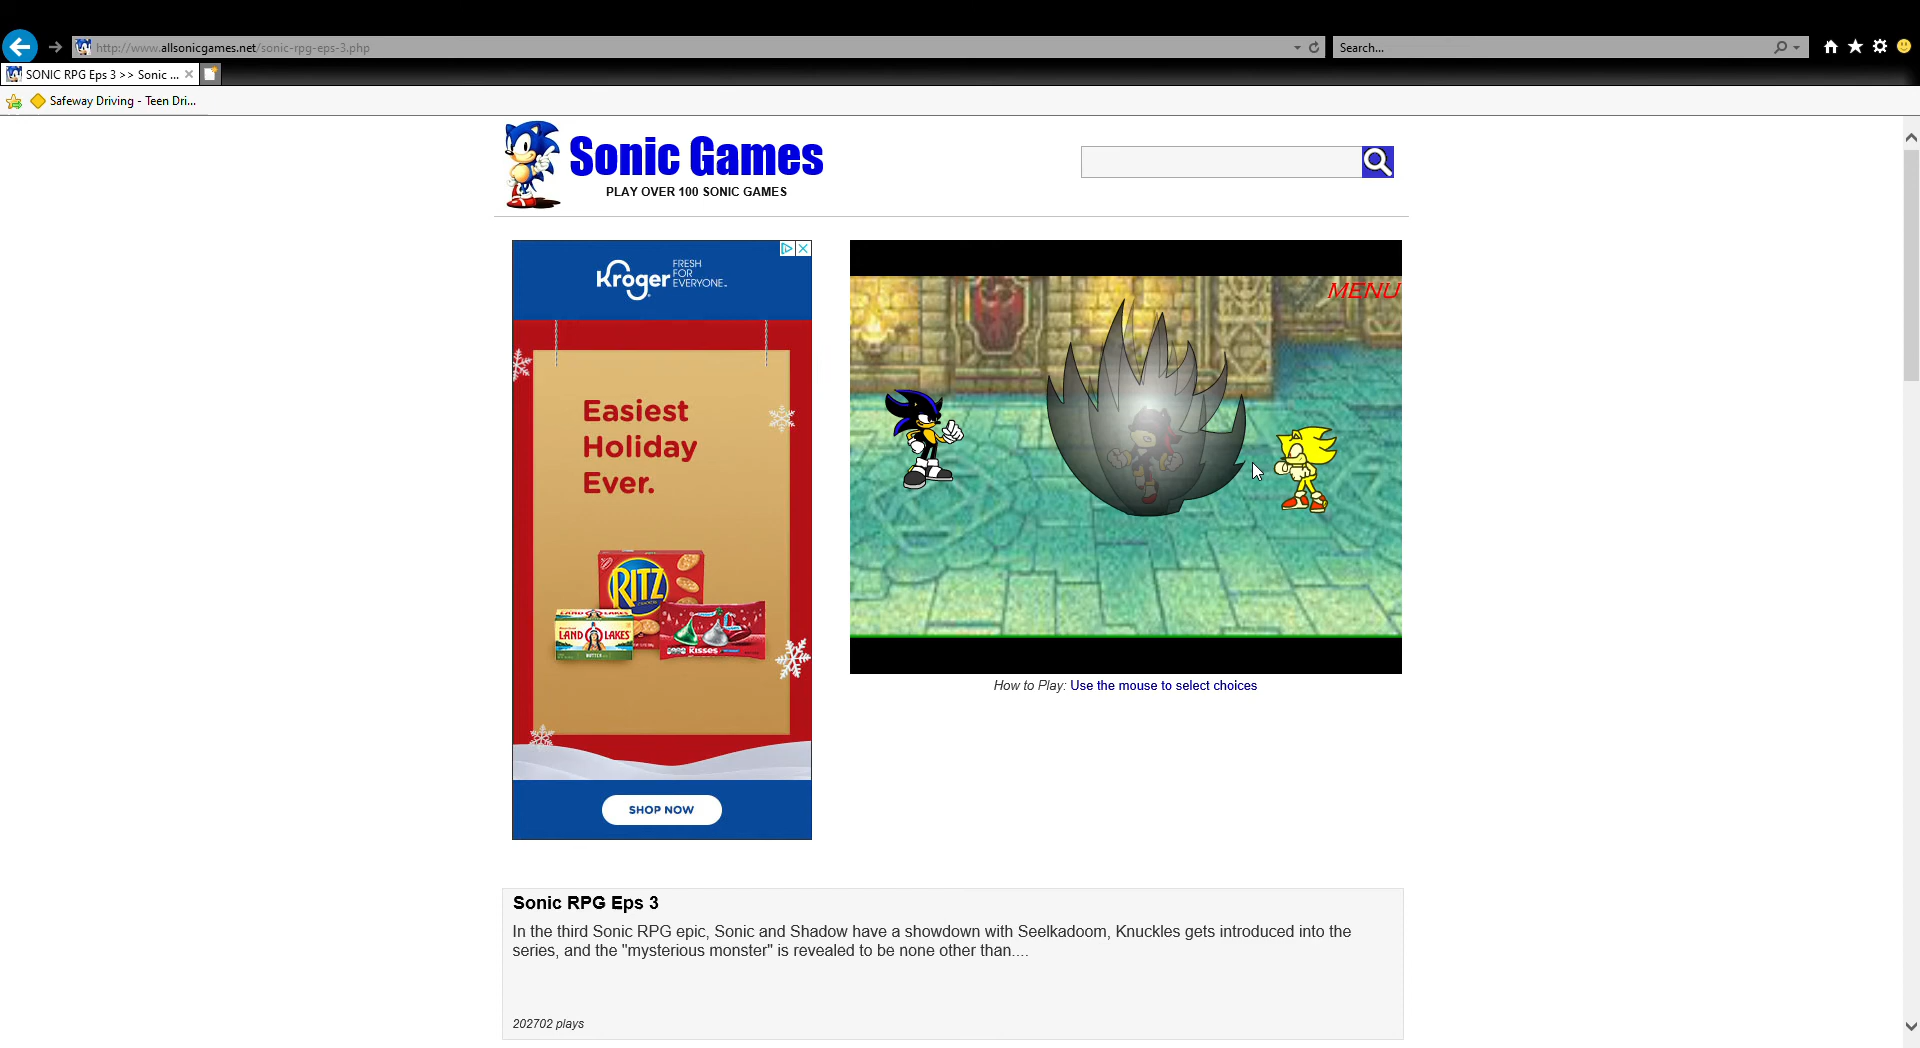 http://www.allsonicgames.net/sonic-rpg-eps-3.php
Search...
SONIC RPG Eps 3 >> Sonic ...
Safeway Driving - Teen Dri...
Sonic Games
PLAY OVER 100 SONIC GAMES
Kroger
FRESH
FOR
EVERYONE
Easiest
Holiday
Ever.
RITZ
LAND O LAKES
BUTTER
Kisses
SHOP NOW
MENU
How to Play: Use the mouse to select choices
Sonic RPG Eps 3
In the third Sonic RPG epic, Sonic and Shadow have a showdown with Seelkadoom, Knuckles gets introduced into the
series, and the "mysterious monster" is revealed to be none other than....
202702 plays